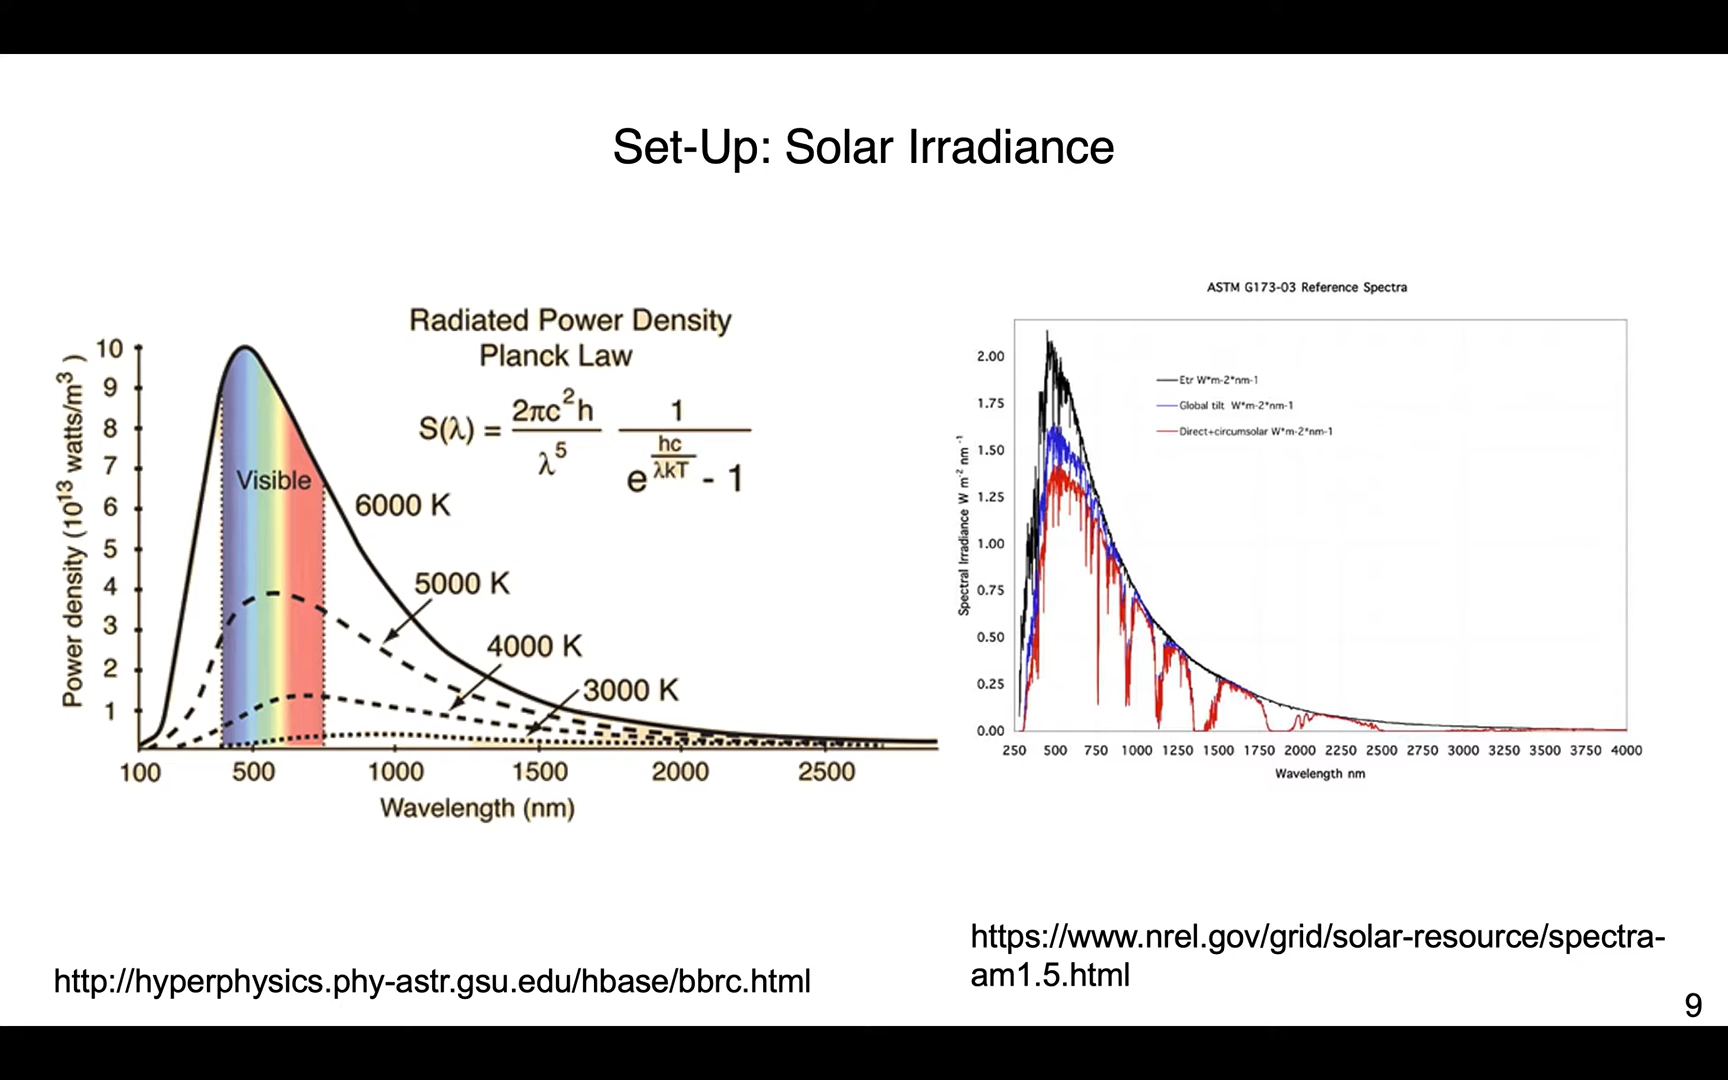 Set-Up: Solar Irradiance
Radiated Power Density
Planck Law
S(λ) = 2πc²h / λ⁵ 1 / e^(hc/λkT) - 1
Power density (10¹³ watts/m³ )
10
9
8
7
6
5
4
3
2
1
Visible
6000 K
5000 K
4000 K
3000 K
100 500 1000 1500 2000 2500
Wavelength (nm)
http://hyperphysics.phy-astr.gsu.edu/hbase/bbrc.html
ASTM G173-03 Reference Spectra
Spectral Irradiance W m⁻² nm⁻¹
2.00
1.75
1.50
1.25
1.00
0.75
0.50
0.25
0.00
Etr W*m-2*nm-1
Global tilt W*m-2*nm-1
Direct+circumsolar W*m-2*nm-1
250 500 750 1000 1250 1500 1750 2000 2250 2500 2750 3000 3250 3500 3750 4000
Wavelength nm
https://www.nrel.gov/grid/solar-resource/spectra-
am1.5.html
9